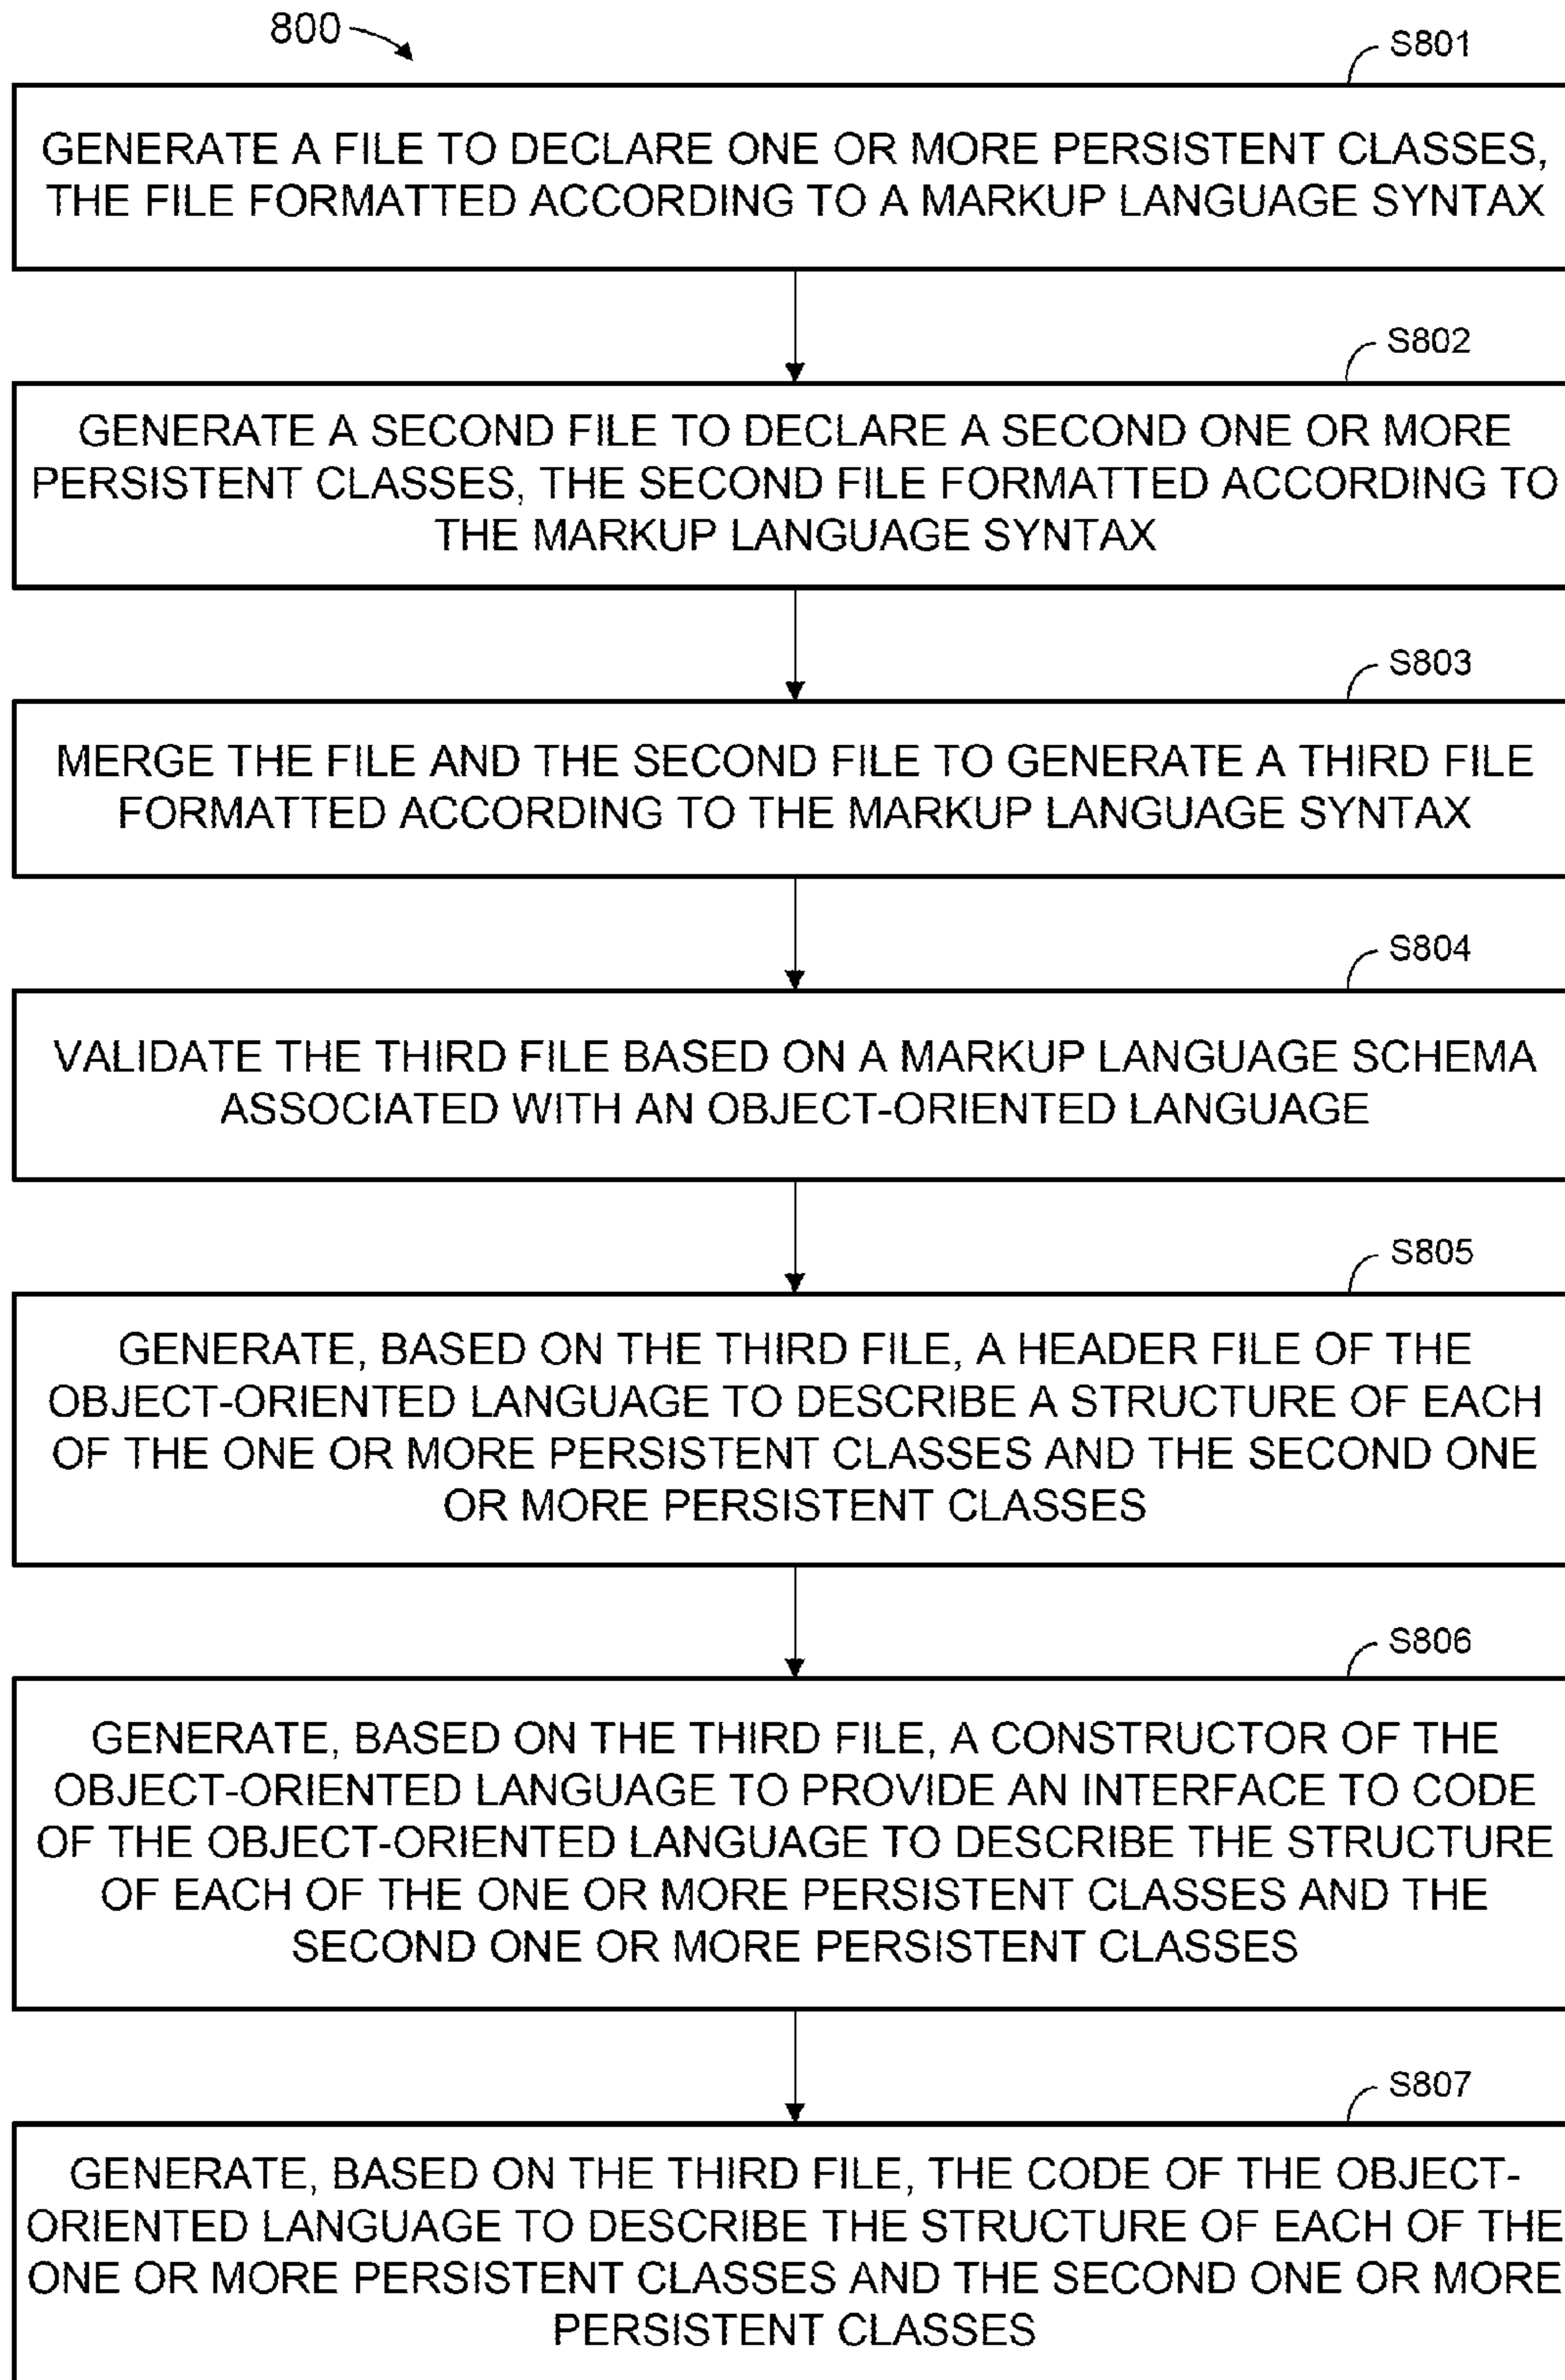 800
S801
GENERATE A FILE TO DECLARE ONE OR MORE PERSISTENT CLASSES,
THE FILE FORMATTED ACCORDING TO A MARKUP LANGUAGE SYNTAX
S802
GENERATE A SECOND FILE TO DECLARE A SECOND ONE OR MORE
PERSISTENT CLASSES, THE SECOND FILE FORMATTED ACCORDING TO
THE MARKUP LANGUAGE SYNTAX
S803
MERGE THE FILE AND THE SECOND FILE TO GENERATE A THIRD FILE
FORMATTED ACCORDING TO THE MARKUP LANGUAGE SYNTAX
S804
VALIDATE THE THIRD FILE BASED ON A MARKUP LANGUAGE SCHEMA
ASSOCIATED WITH AN OBJECT-ORIENTED LANGUAGE
S805
GENERATE, BASED ON THE THIRD FILE, A HEADER FILE OF THE
OBJECT-ORIENTED LANGUAGE TO DESCRIBE A STRUCTURE OF EACH
OF THE ONE OR MORE PERSISTENT CLASSES AND THE SECOND ONE
OR MORE PERSISTENT CLASSES
S806
GENERATE, BASED ON THE THIRD FILE, A CONSTRUCTOR OF THE
OBJECT-ORIENTED LANGUAGE TO PROVIDE AN INTERFACE TO CODE
OF THE OBJECT-ORIENTED LANGUAGE TO DESCRIBE THE STRUCTURE
OF EACH OF THE ONE OR MORE PERSISTENT CLASSES AND THE
SECOND ONE OR MORE PERSISTENT CLASSES
S807
GENERATE, BASED ON THE THIRD FILE, THE CODE OF THE OBJECT-
ORIENTED LANGUAGE TO DESCRIBE THE STRUCTURE OF EACH OF THE
ONE OR MORE PERSISTENT CLASSES AND THE SECOND ONE OR MORE
PERSISTENT CLASSES